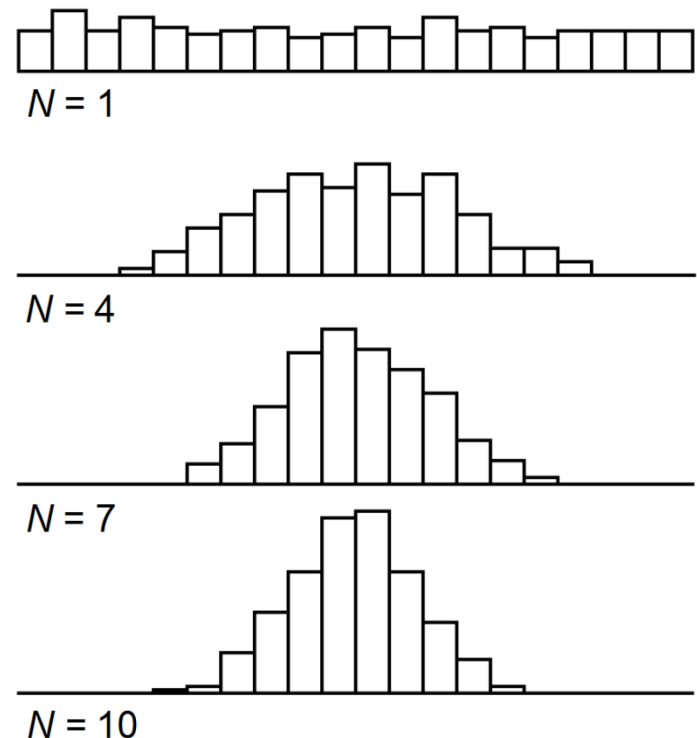 N = 1
N = 4
N = 7
N = 10